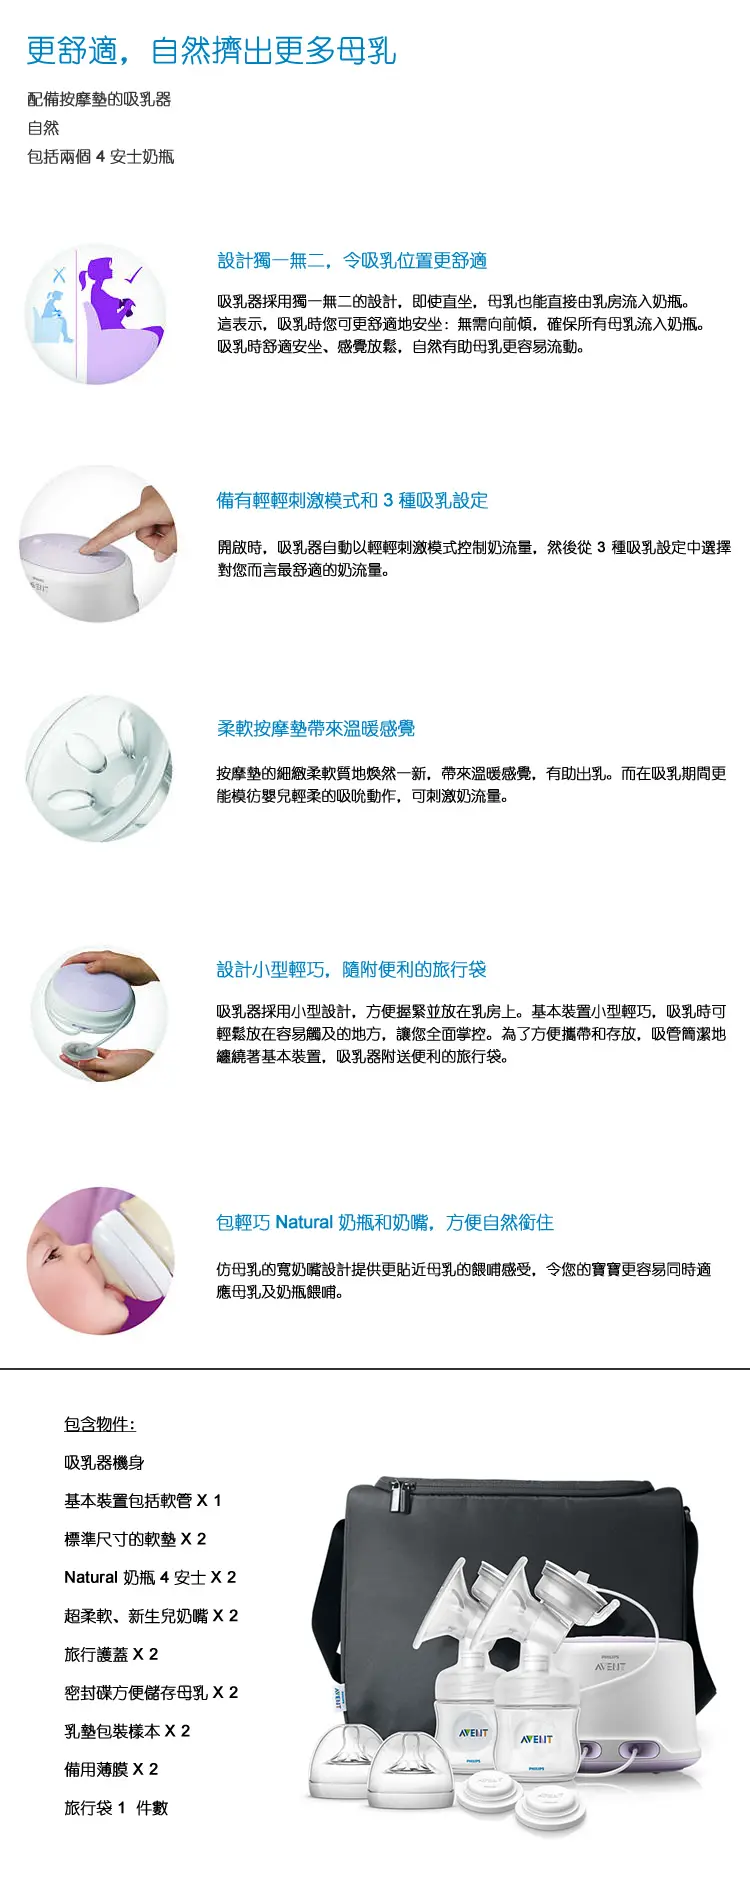 更舒適，自然擠出更多母乳
配備按摩墊的吸乳器
自然
包括兩個 4 安士奶瓶
設計獨一無二，令吸乳位置更舒適
吸乳器採用獨一無二的設計，即使直坐，母乳也能直接由乳房流入奶瓶。
這表示，吸乳時您可更舒適地安坐：無需向前傾，確保所有母乳流入奶瓶。
吸乳時舒適安坐、感覺放鬆，自然有助母乳更容易流動。
備有輕輕刺激模式和 3 種吸乳設定
開啟時，吸乳器自動以輕輕刺激模式控制奶流量，然後從 3 種吸乳設定中選擇
對您而言最舒適的奶流量。
柔軟按摩墊帶來溫暖感覺
按摩墊的細緻柔軟質地煥然一新，帶來溫暖感覺，有助出乳。而在吸乳期間更
能模彷嬰兒輕柔的吸吮動作，可刺激奶流量。
設計小型輕巧，隨附便利的旅行袋
吸乳器採用小型設計，方便握緊並放在乳房上。基本裝置小型輕巧，吸乳時可
輕鬆放在容易觸及的地方，讓您全面掌控。為了方便攜帶和存放，吸管簡潔地
纏繞著基本裝置，吸乳器附送便利的旅行袋。
包輕巧 Natural 奶瓶和奶嘴，方便自然銜住
仿母乳的寬奶嘴設計提供更貼近母乳的餵哺感受，令您的寶寶更容易同時適
應母乳及奶瓶餵哺。
包含物件：
吸乳器機身
基本裝置包括軟管 X 1
標準尺寸的軟墊 X 2
Natural 奶瓶 4 安士 X 2
超柔軟、新生兒奶嘴 X 2
旅行護蓋 X 2
密封碟方便儲存母乳 X 2
乳墊包裝樣本 X 2
備用薄膜 X 2
旅行袋 1 件數
PHILIPS
AVENT
AVENT
PHILIPS
AVENT
PHILIPS
AVENT